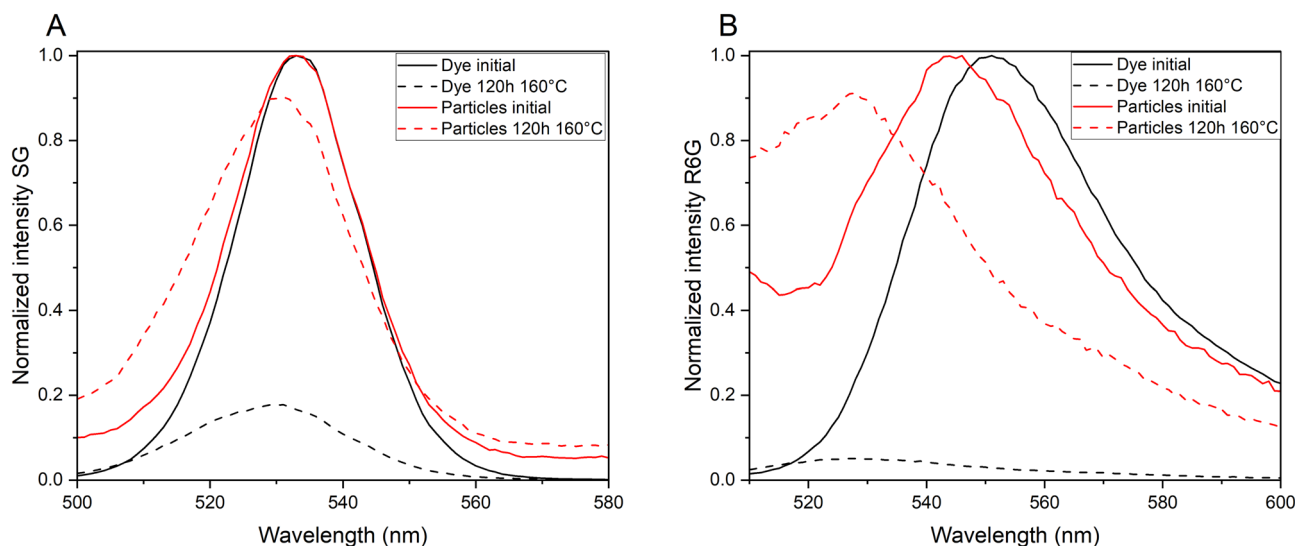 A
Normalized intensity SG
1.0
0.8
0.6
0.4
0.2
0.0
Dye initial
Dye 120h 160°C
Particles initial
Particles 120h 160°C
500
520
540
560
580
Wavelength (nm)
B
Normalized intensity R6G
1.0
0.8
0.6
0.4
0.2
0.0
Dye initial
Dye 120h 160°C
Particles initial
Particles 120h 160°C
520
540
560
580
600
Wavelength (nm)